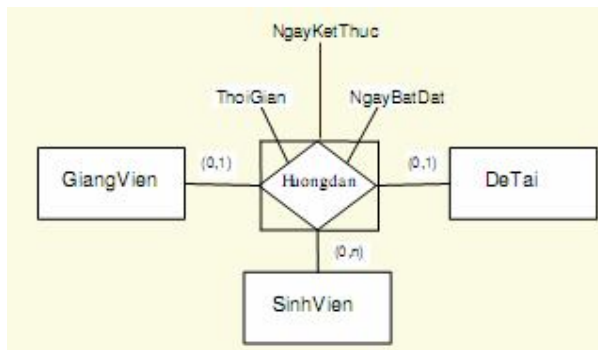 NgayKetThuc
ThoiGian NgayBatDat
GiangVien (0,1) Huongdan (0,1) DeTai
(0,n)
SinhVien